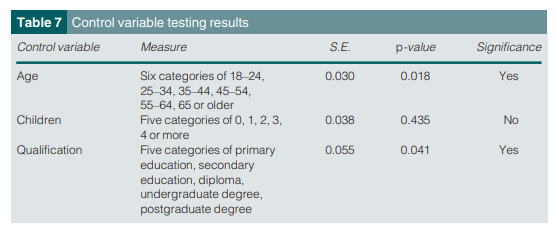 Table 7 Control variable testing results
Control variable Measure S.E. p-value Significance
Age Six categories of 18–24, 0.030 0.018 Yes
25–34, 35–44, 45–54,
55–64, 65 or older
Children Five categories of 0, 1, 2, 3, 0.038 0.435 No
4 or more
Qualification Five categories of primary 0.055 0.041 Yes
education, secondary
education, diploma,
undergraduate degree,
postgraduate degree